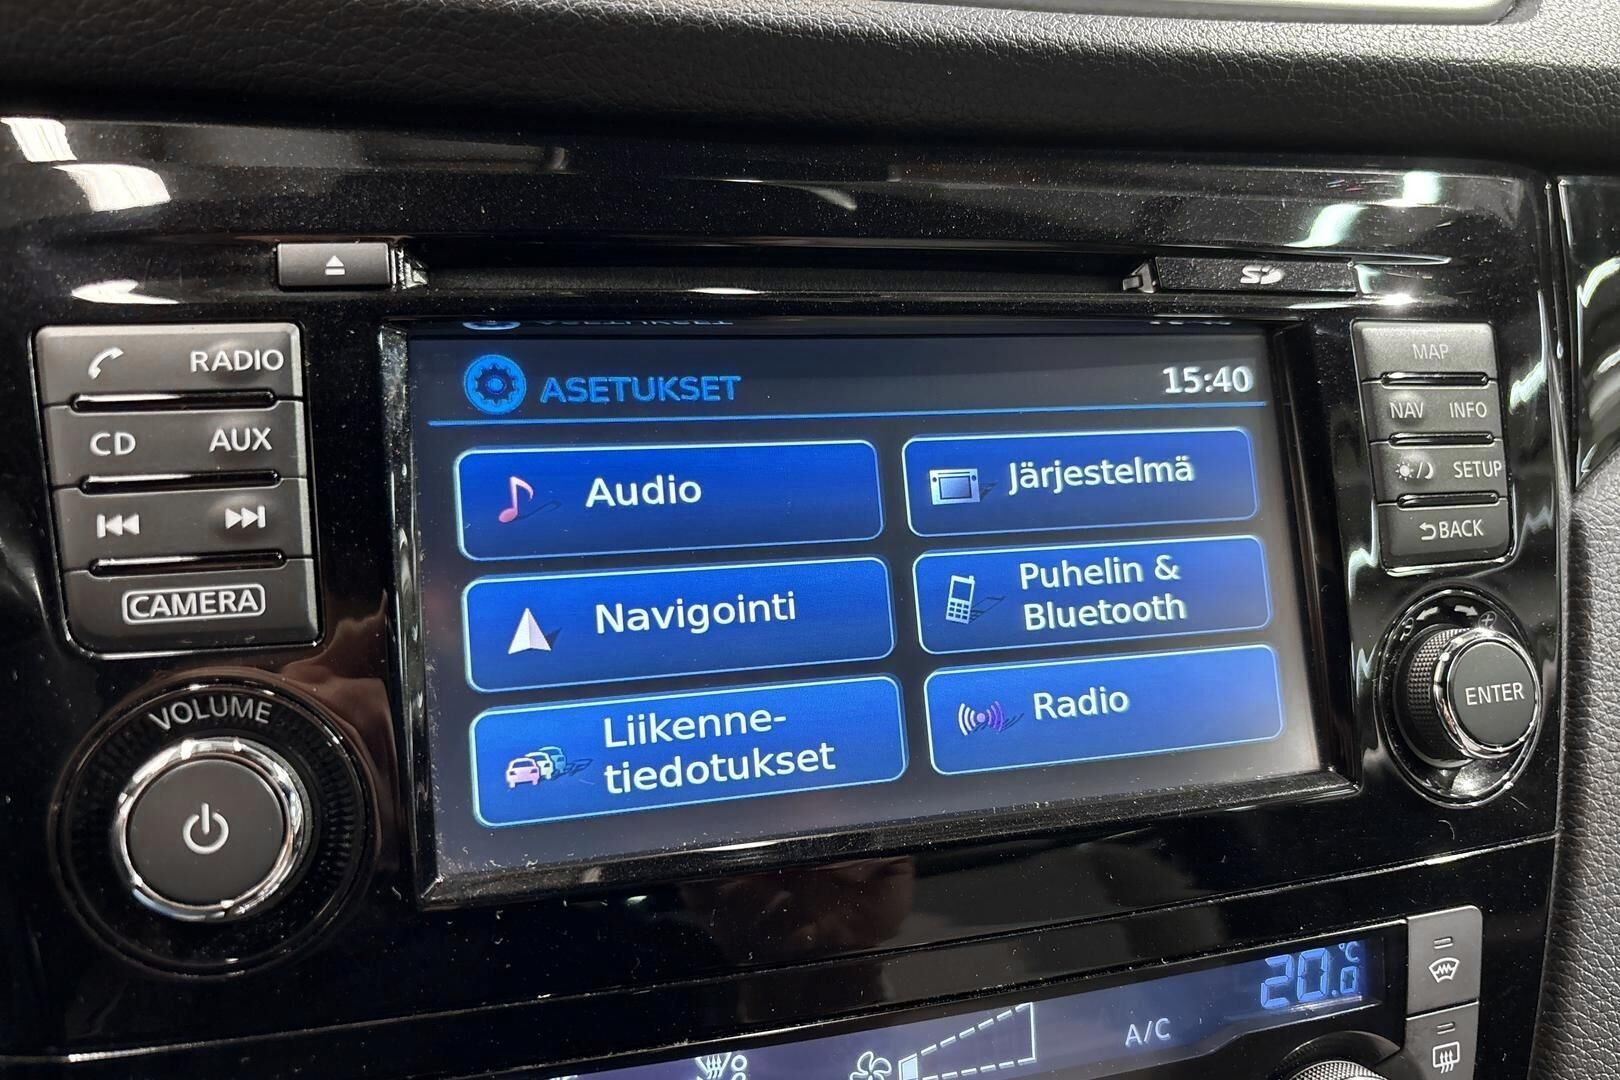 SD
RADIO
CD AUX
CAMERA
VOLUME
ASETUKSET 15:40
Audio
Järjestelmä
Navigointi
Puhelin &
Bluetooth
Liikenne-
tiedotukset
Radio
MAP
NAV INFO
SETUP
BACK
ENTER
20.0 °C
A/C